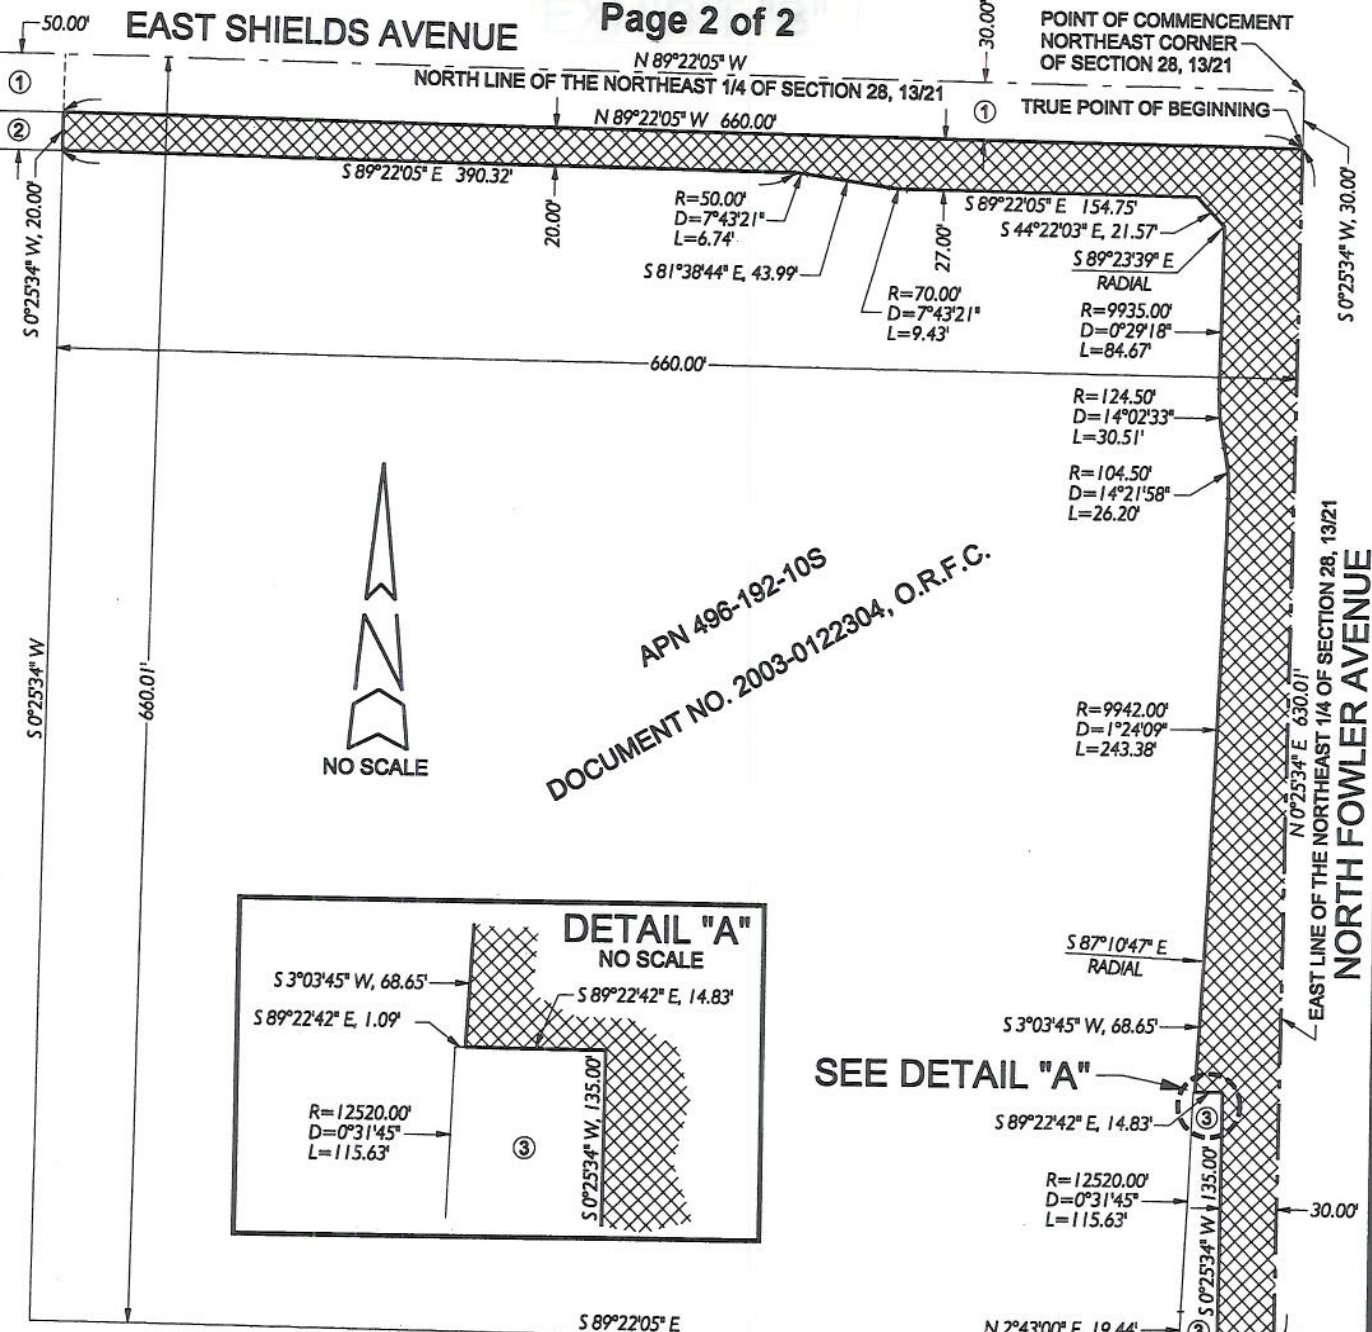 Page 2 of 2
50.00'
EAST SHIELDS AVENUE
30.00'
POINT OF COMMENCEMENT
NORTHEAST CORNER
OF SECTION 28, 13/21
N 89°22'05" W
NORTH LINE OF THE NORTHEAST 1/4 OF SECTION 28, 13/21
①
①
TRUE POINT OF BEGINNING
N 89°22'05" W 660.00'
②
S 89°22'05" E 390.32'
S 0°25'34" W, 20.00'
20.00'
R=50.00'
D=7°43'21"
L=6.74'
S 81°38'44" E, 43.99'
27.00'
R=70.00'
D=7°43'21"
L=9.43'
S 89°22'05" E 154.75'
S 44°22'03" E, 21.57'
S 89°23'39" E
RADIAL
S 0°25'34" W, 30.00'
R=9935.00'
D=0°29'18"
L=84.67'
660.00'
R=124.50'
D=14°02'33"
L=30.51'
R=104.50'
D=14°21'58"
L=26.20'
APN 496-192-10S
DOCUMENT NO. 2003-0122304, O.R.F.C.
N 0°25'34" E 630.01'
EAST LINE OF THE NORTHEAST 1/4 OF SECTION 28, 13/21
NORTH FOWLER AVENUE
S 0°25'34" W
660.01'
N
NO SCALE
R=9942.00'
D=1°24'09"
L=243.38'
S 87°10'47" E
RADIAL
S 3°03'45" W, 68.65'
DETAIL "A"
NO SCALE
S 3°03'45" W, 68.65'
S 89°22'42" E, 14.83'
S 89°22'42" E, 1.09'
R=12520.00'
D=0°31'45"
L=115.63'
③
S 0°25'34" W, 135.00'
SEE DETAIL "A"
S 89°22'42" E, 14.83'
③
R=12520.00'
D=0°31'45"
L=115.63'
S 0°25'34" W, 135.00'
30.00'
S 89°22'05" E
N 2°43'00" E, 19.44'
③